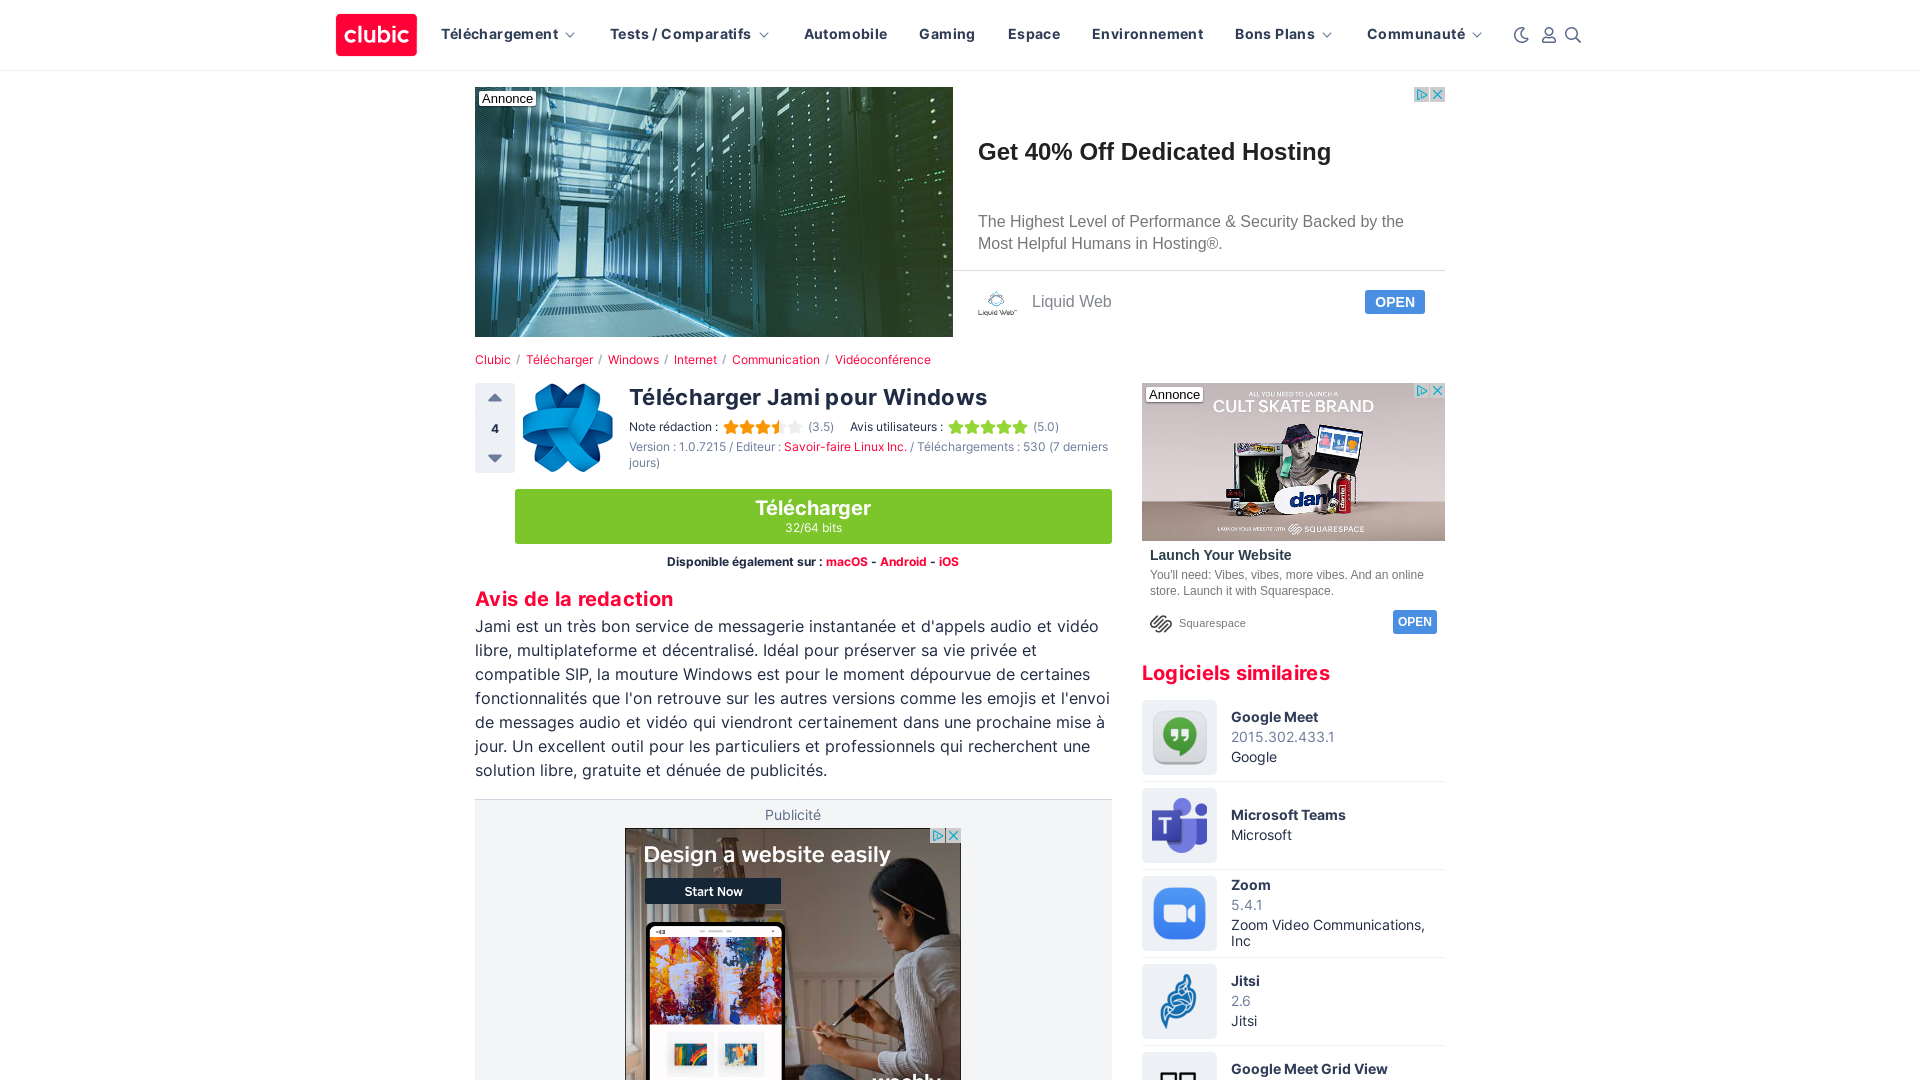 clubic
Téléchargement
Tests / Comparatifs
Automobile
Gaming
Espace
Environnement
Bons Plans
Communauté
Annonce
Get 40% Off Dedicated Hosting
The Highest Level of Performance & Security Backed by the
Most Helpful Humans in Hosting®.
Liquid Web™
Liquid Web
OPEN
Clubic / Télécharger / Windows / Internet / Communication / Vidéoconférence
4
Télécharger Jami pour Windows
Note rédaction : (3.5) Avis utilisateurs : (5.0)
Version : 1.0.7215 / Editeur : Savoir-faire Linux Inc. / Téléchargements : 530 (7 derniers
jours)
Télécharger
32/64 bits
Disponible également sur : macOS - Android - iOS
Avis de la redaction
Jami est un très bon service de messagerie instantanée et d'appels audio et vidéo
libre, multiplateforme et décentralisé. Idéal pour préserver sa vie privée et
compatible SIP, la mouture Windows est pour le moment dépourvue de certaines
fonctionnalités que l'on retrouve sur les autres versions comme les emojis et l'envoi
de messages audio et vidéo qui viendront certainement dans une prochaine mise à
jour. Un excellent outil pour les particuliers et professionnels qui recherchent une
solution libre, gratuite et dénuée de publicités.
Publicité
Design a website easily
Start Now
weebly
Annonce
ALL YOU NEED TO LAUNCH A
CULT SKATE BRAND
dant
LAUNCH YOUR WEBSITE WITH SQUARESPACE
Launch Your Website
You'll need: Vibes, vibes, more vibes. And an online
store. Launch it with Squarespace.
Squarespace
OPEN
Logiciels similaires
Google Meet
2015.302.433.1
Google
T
Microsoft Teams
Microsoft
Zoom
5.4.1
Zoom Video Communications,
Inc
Jitsi
2.6
Jitsi
Google Meet Grid View